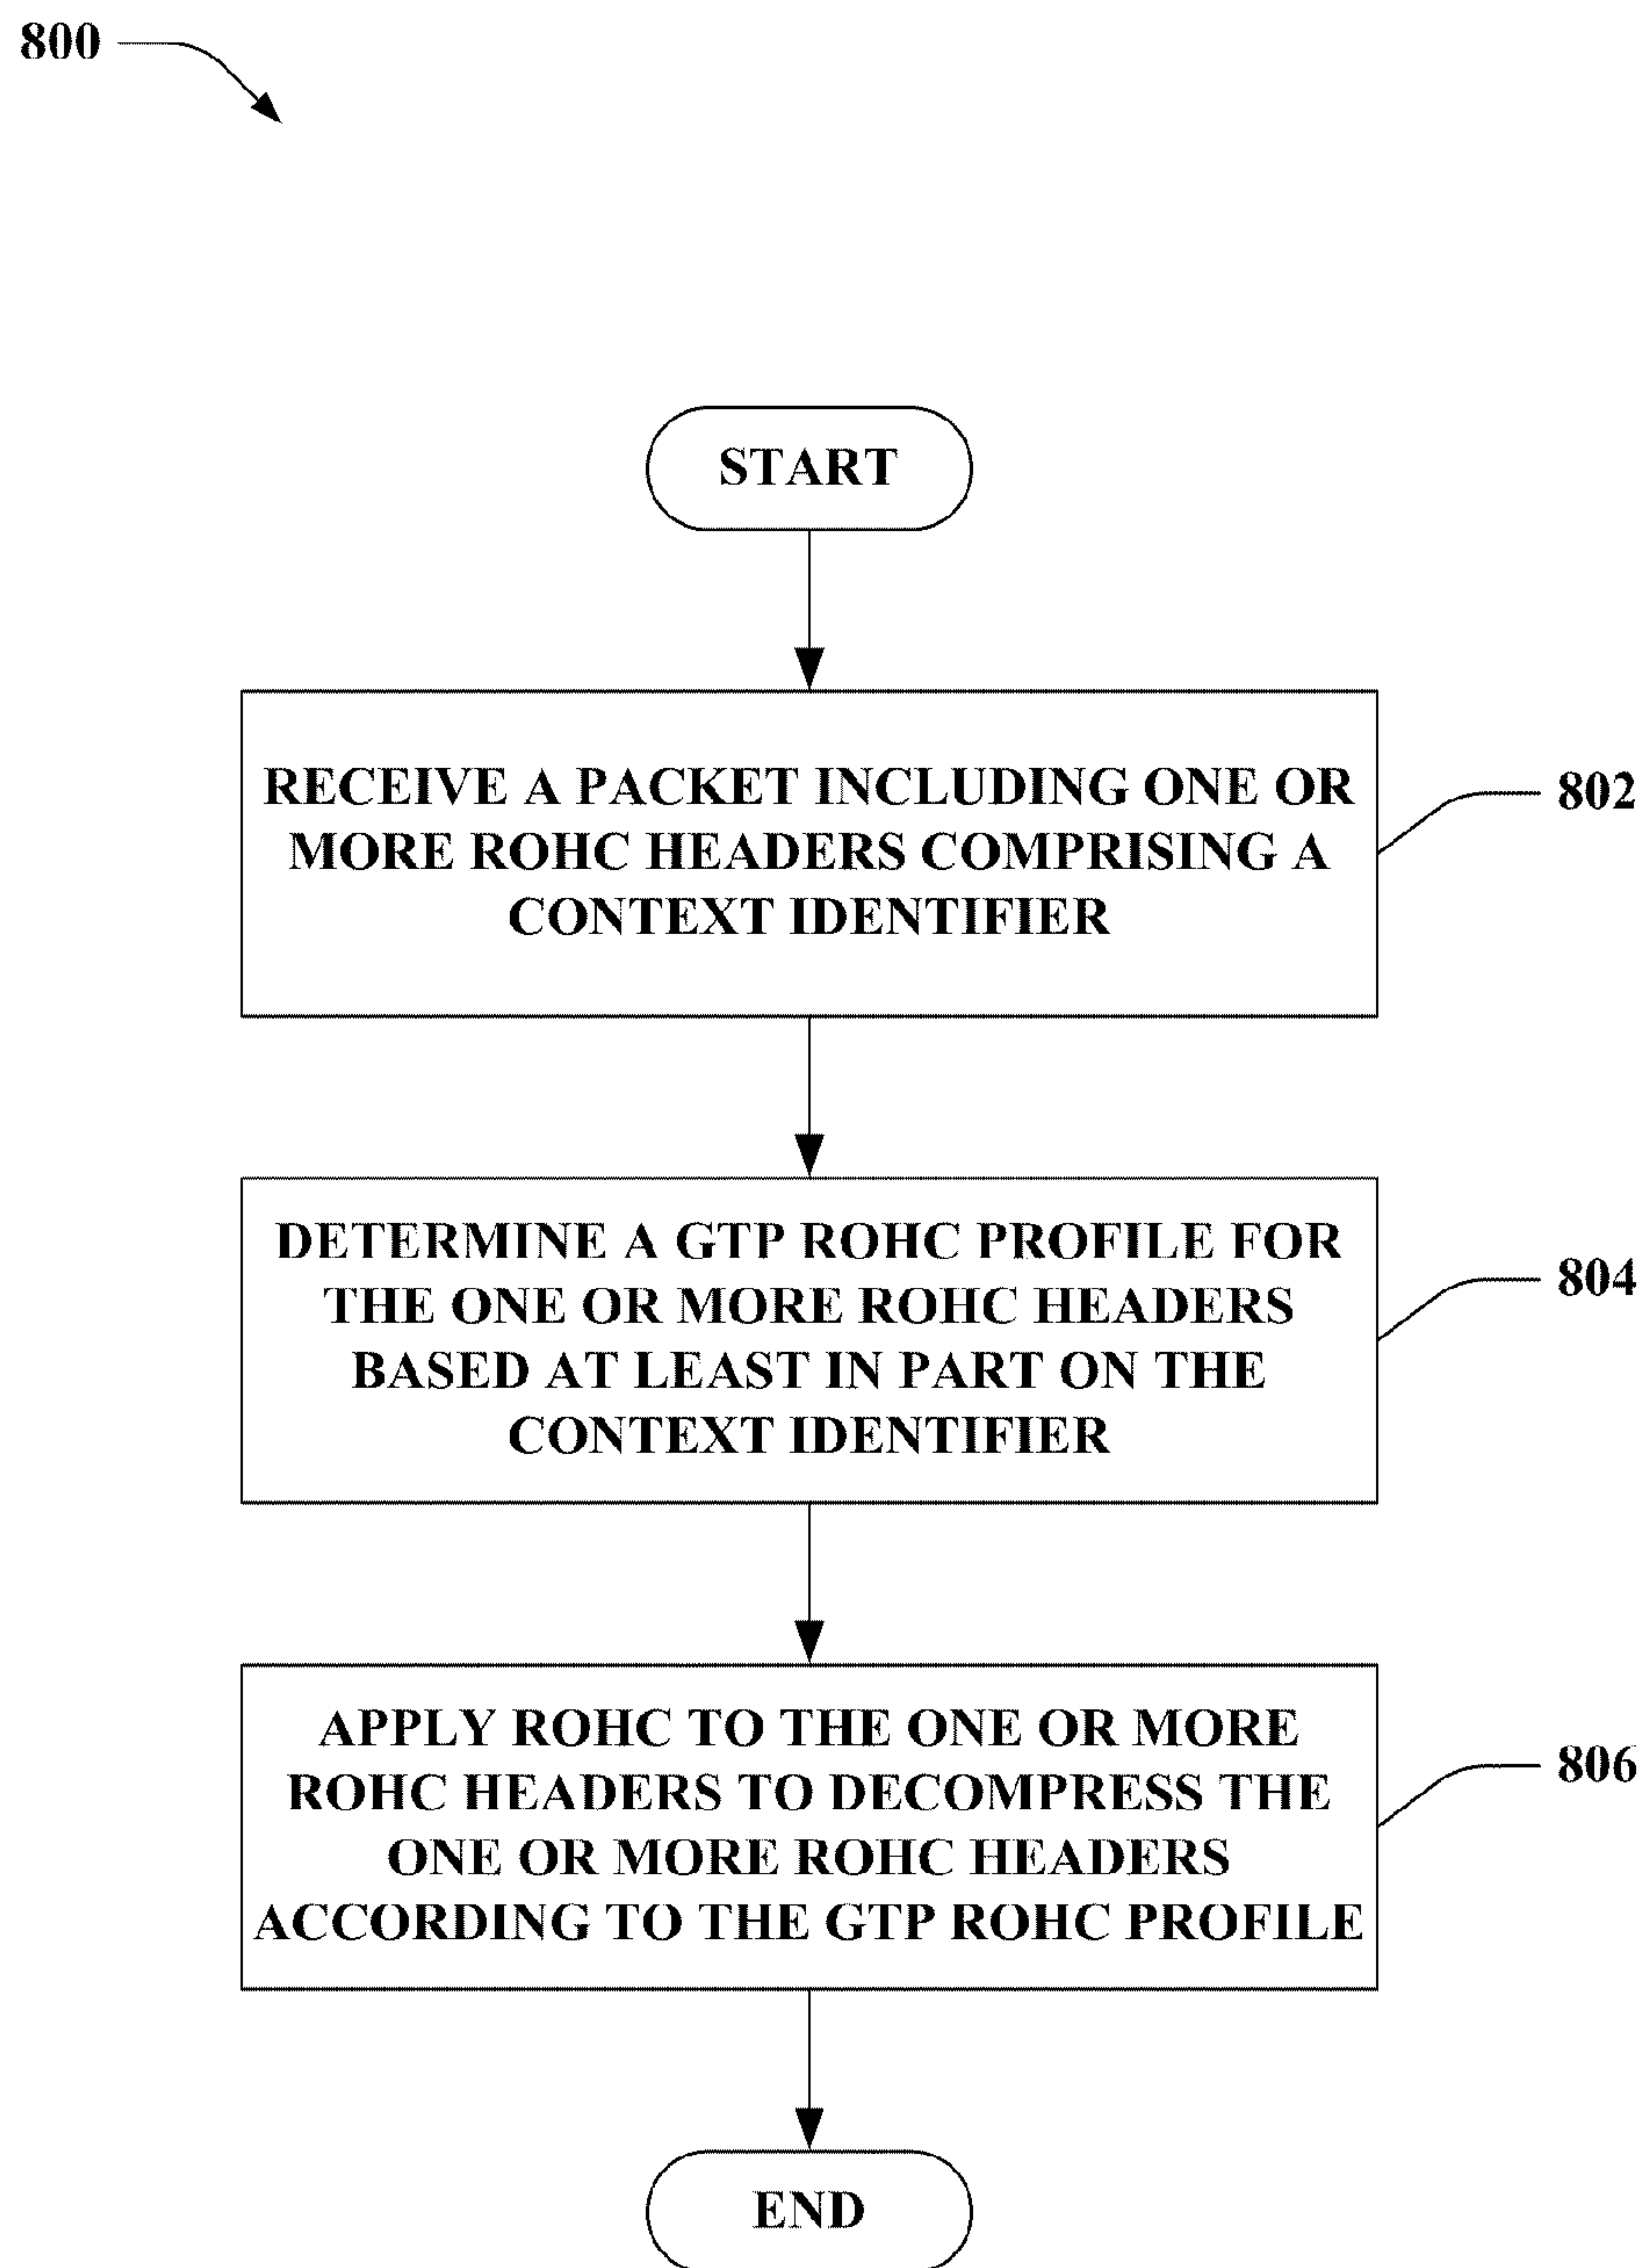 800
START
RECEIVE A PACKET INCLUDING ONE OR
MORE ROHC HEADERS COMPRISING A
CONTEXT IDENTIFIER
802
DETERMINE A GTP ROHC PROFILE FOR
THE ONE OR MORE ROHC HEADERS
BASED AT LEAST IN PART ON THE
CONTEXT IDENTIFIER
804
APPLY ROHC TO THE ONE OR MORE
ROHC HEADERS TO DECOMPRESS THE
ONE OR MORE ROHC HEADERS
ACCORDING TO THE GTP ROHC PROFILE
806
END